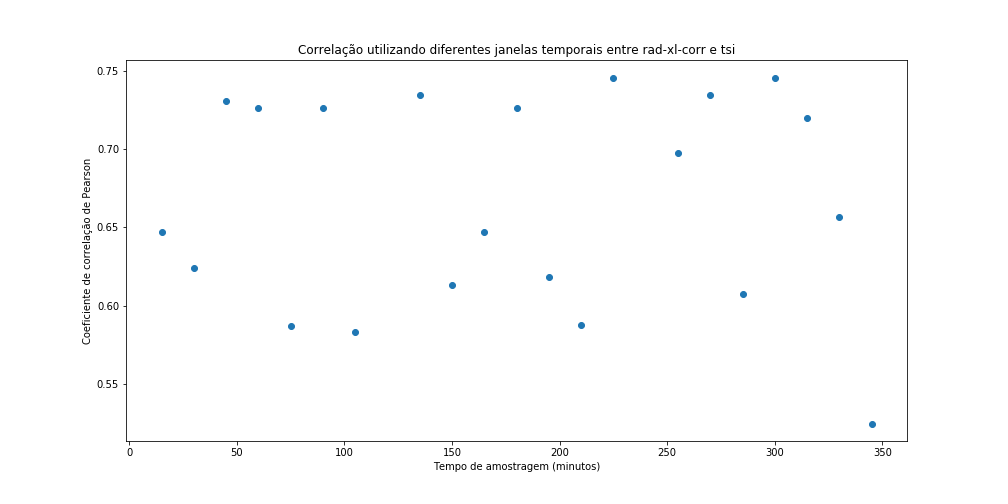 Correlação utilizando diferentes janelas temporais entre rad-xl-corr e tsi
0.75
0.70
0.65
0.60
0.55
Coeficiente de correlação de Pearson
0 50 100 150 200 250 300 350
Tempo de amostragem (minutos)